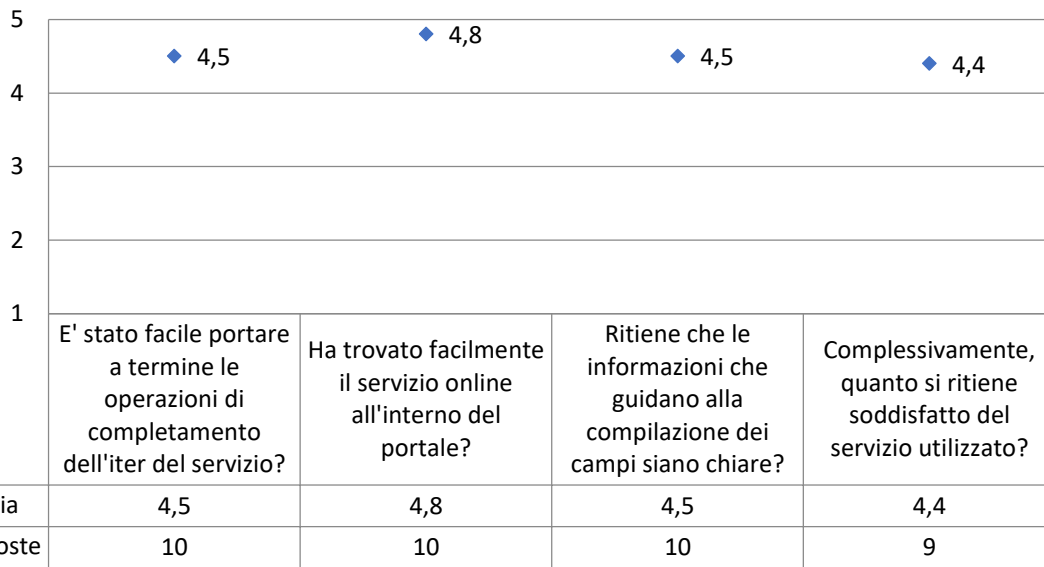 5
4
3
2
1
4,5
4,8
4,5
4,4
E' stato facile portare
a termine le
operazioni di
completamento
dell'iter del servizio?
Ha trovato facilmente
il servizio online
all'interno del
portale?
Ritiene che le
informazioni che
guidano alla
compilazione dei
campi siano chiare?
Complessivamente,
quanto si ritiene
soddisfatto del
servizio utilizzato?
ia 4,5 4,8 4,5 4,4
oste 10 10 10 9